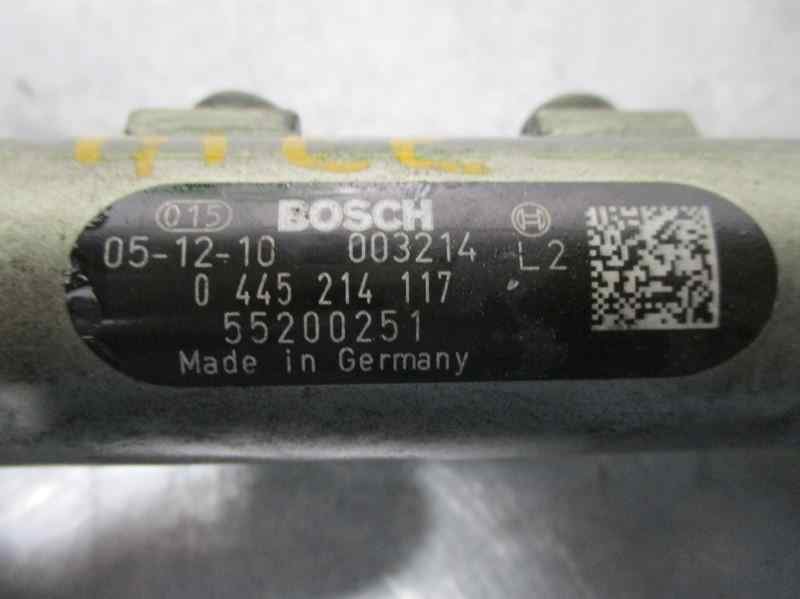 015 BOSCH
05-12-10 003214 L2
0 445 214 117
55200251
Made in Germany